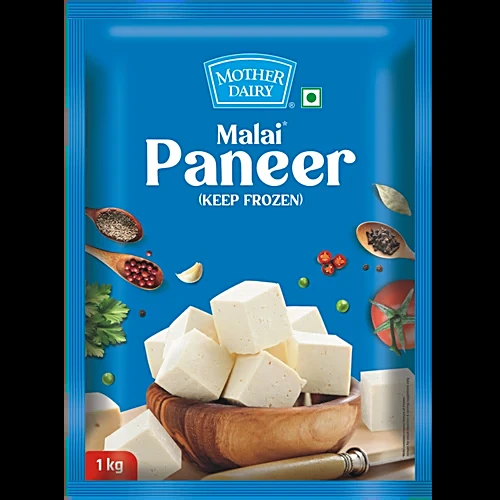 MOTHER
DAIRY
®
Malai*
Paneer
(KEEP FROZEN)
1 kg